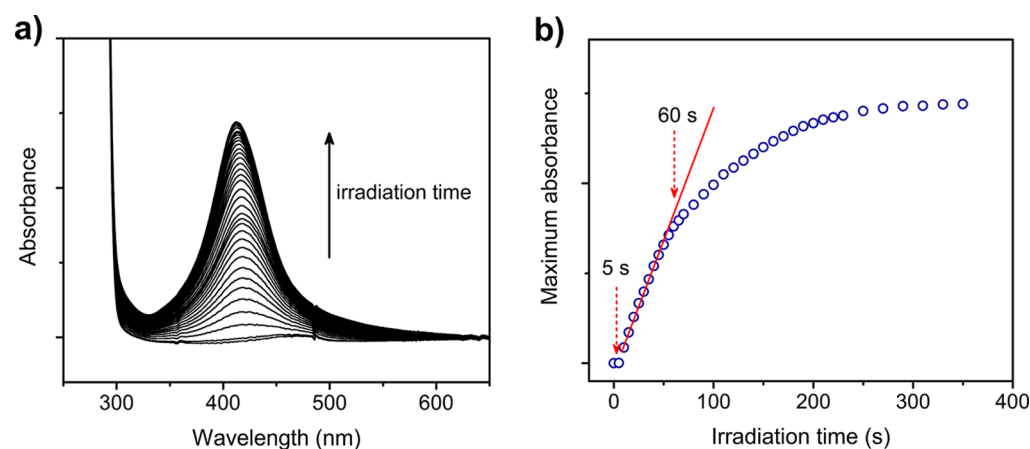 a)
Absorbance
irradiation time
300
400
500
600
Wavelength (nm)
b)
Maximum absorbance
60 s
5 s
0
100
200
300
400
Irradiation time (s)